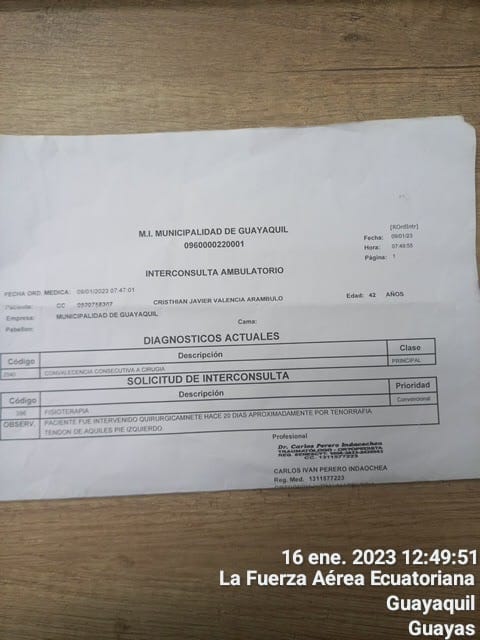 [ROrdIntr]
M.I. MUNICIPALIDAD DE GUAYAQUIL
0960000220001
Fecha: 09/01/23
Hora: 07:49:55
Página: 1
INTERCONSULTA AMBULATORIO
FECHA ORD. MEDICA: 09/01/2023 07:47:01
Paciente: CC CRISTHIAN JAVIER VALENCIA ARAMBULO Edad: 42 AÑOS
Empresa: MUNICIPALIDAD DE GUAYAQUIL
Pabellon: Cama:
DIAGNOSTICOS ACTUALES
Código Descripción Clase
Z540 CONVALECENCIA CONSECUTIVA A CIRUGIA PRINCIPAL
SOLICITUD DE INTERCONSULTA
Código Descripción Prioridad
FISIOTERAPIA Convencional
OBSERV. PACIENTE FUE INTERVENIDO QUIRURGICAMNETE HACE 20 DIAS APROXIMADAMENTE POR TENORRAFIA
TENDON DE AQUILES PIE IZQUIERDO.
Profesional
Dr. Carlos Perero Indaochea
TRAUMATÓLOGO - ORTOPEDISTA
CC. 1311577223
CARLOS IVAN PERERO INDAOCHEA
Reg. Med. 1311577223
16 ene. 2023 12:49:51
La Fuerza Aérea Ecuatoriana
Guayaquil
Guayas